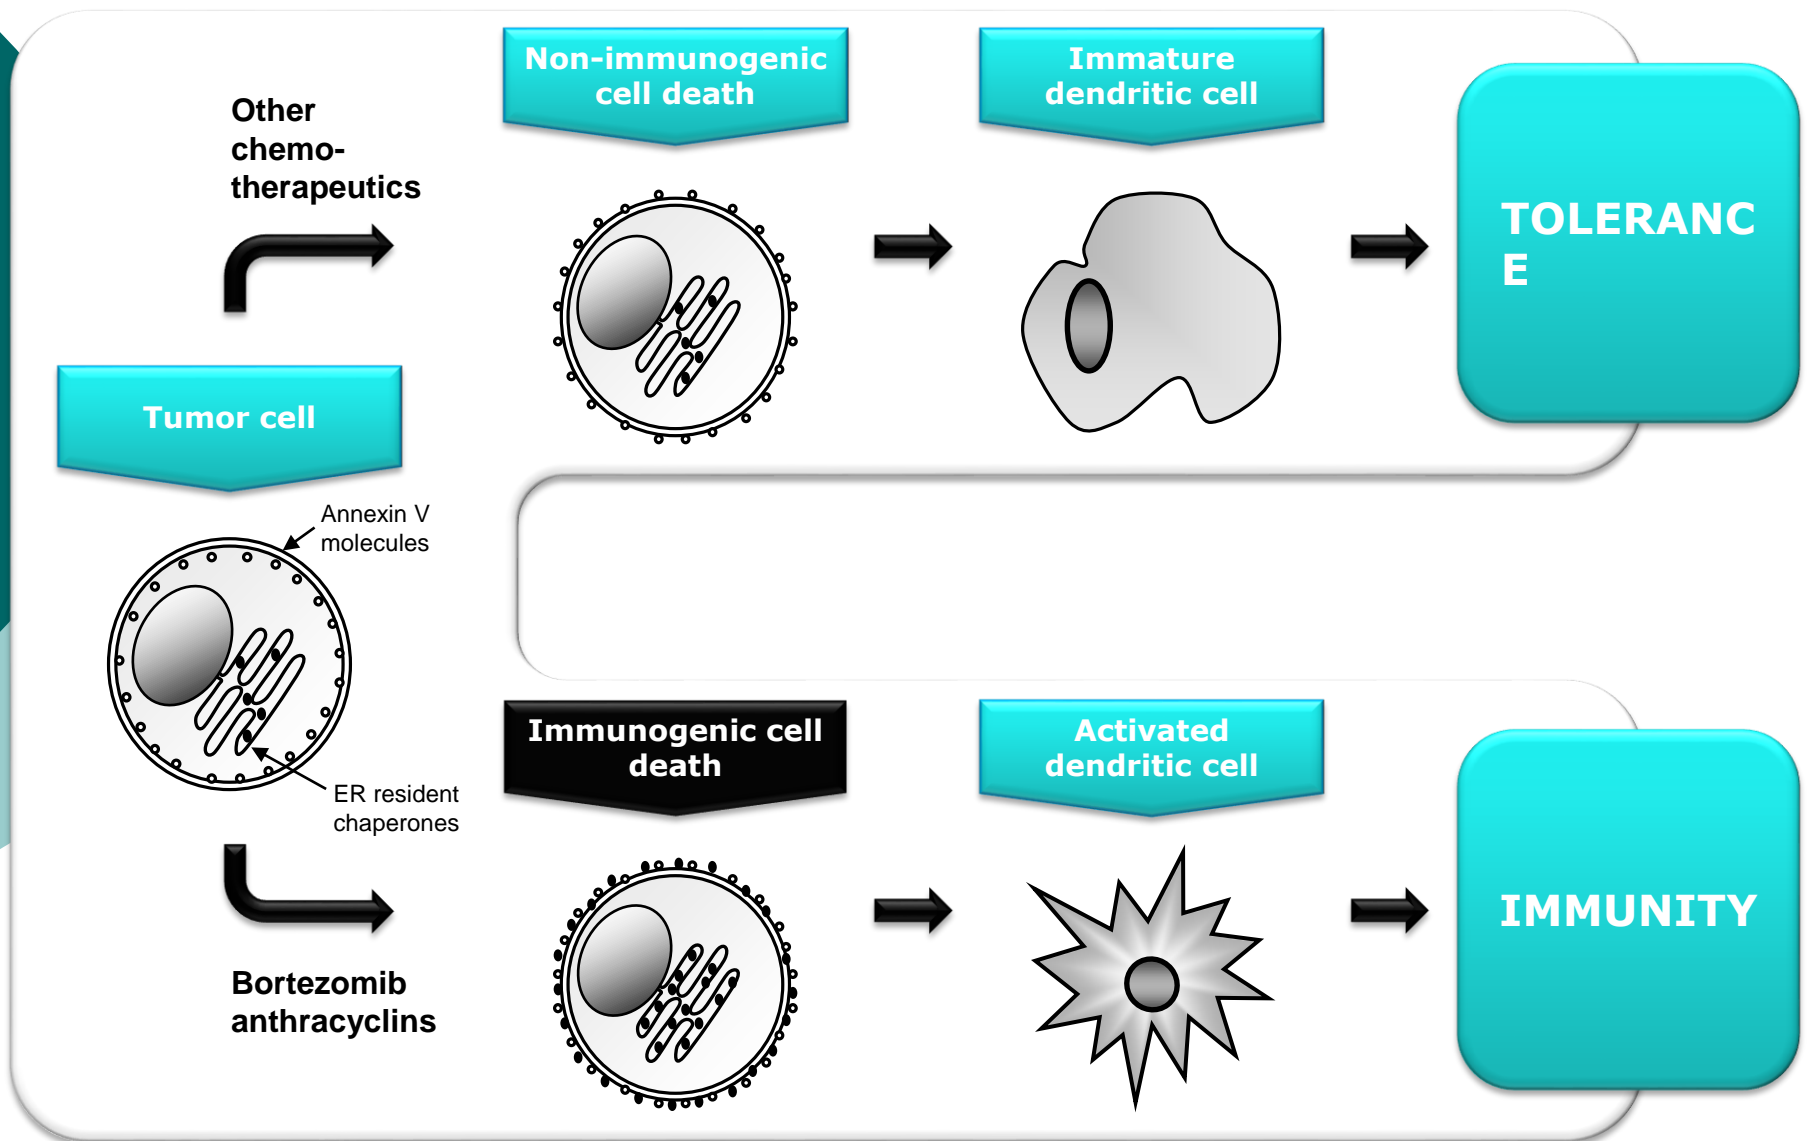 Non-immunogenic
cell death
Immature
dendritic cell
Other
chemo-
therapeutics
TOLERANC
E
Tumor cell
Annexin V
molecules
ER resident
chaperones
Immunogenic cell
death
Activated
dendritic cell
IMMUNITY
Bortezomib
anthracyclins